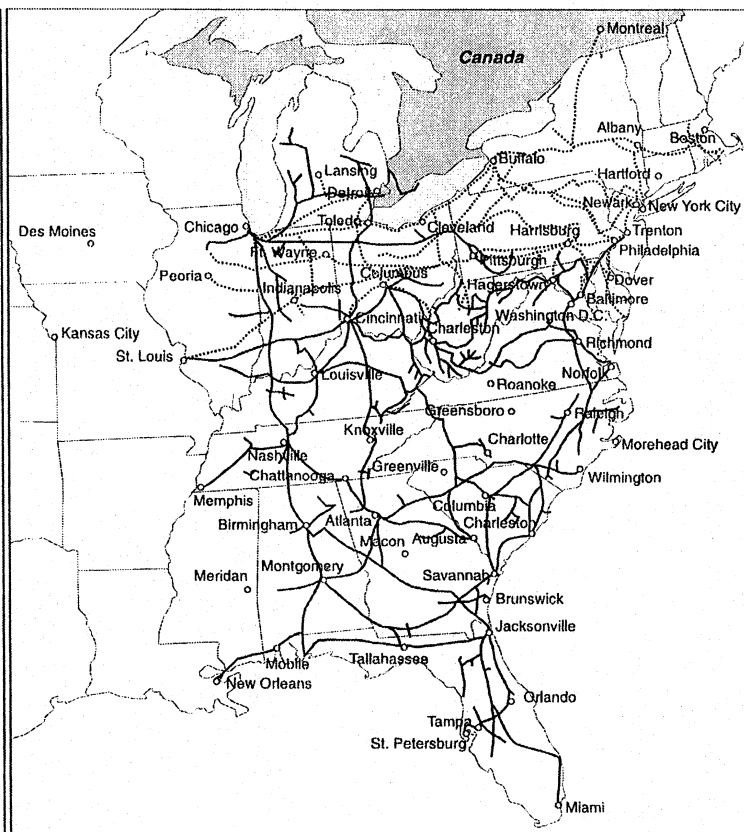 Montreal
Canada
Albany
Boston
Buffalo
Lansing
Hartford
Detroit
Newark
New York City
Toledo
Chicago
Cleveland
Harrisburg
Trenton
Des Moines
Philadelphia
Ft. Wayne
Pittsburgh
Peoria
Columbus
Hagerstown
Dover
Indianapolis
Baltimore
Cincinnati
Washington D.C.
Charleston
Kansas City
Richmond
St. Louis
Louisville
Norfolk
Roanoke
Greensboro
Raleigh
Knoxville
Charlotte
Morehead City
Nashville
Greenville
Chattanooga
Wilmington
Memphis
Columbia
Charleston
Birmingham
Atlanta
Macon
Augusta
Montgomery
Meridan
Savannah
Brunswick
Jacksonville
Mobile
Tallahassee
New Orleans
Orlando
Tampa
St. Petersburg
Miami